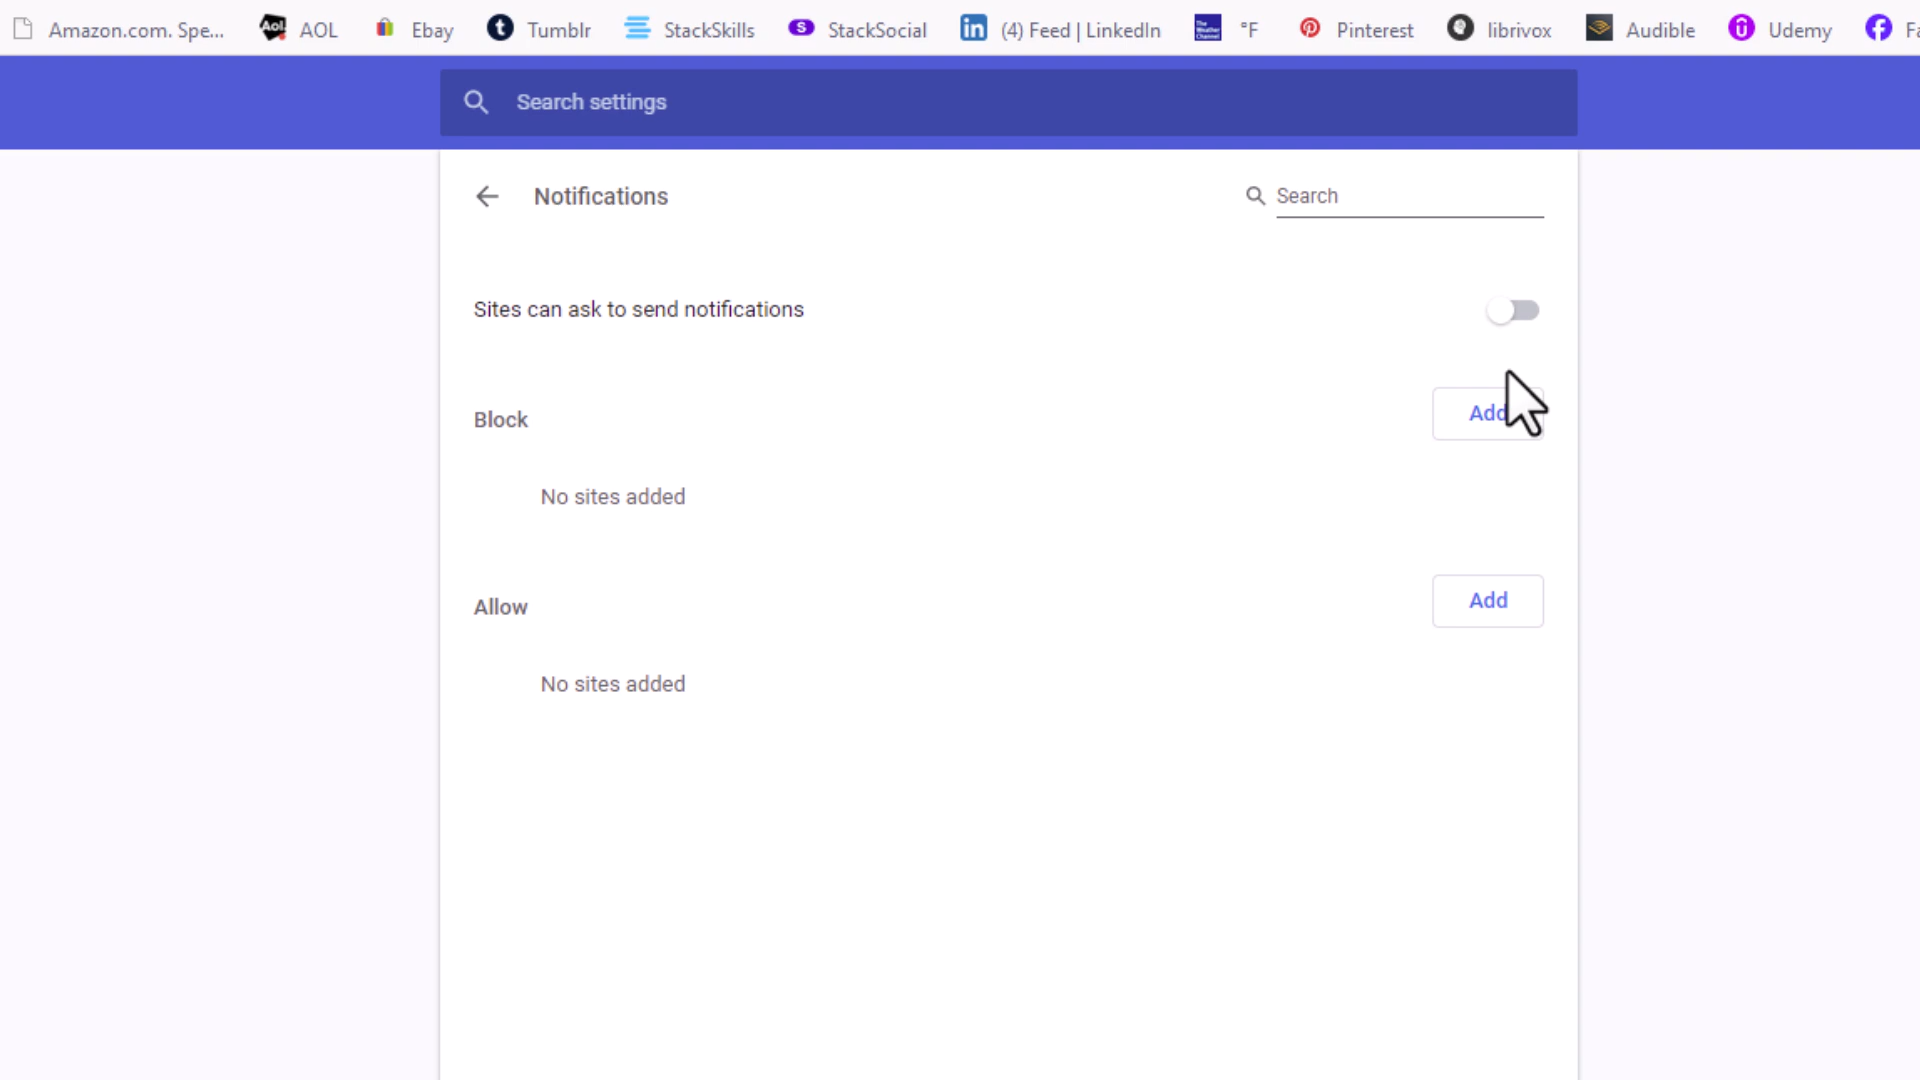 Amazon.com. Spe... AOL Ebay Tumblr StackSkills StackSocial (4) Feed | LinkedIn °F Pinterest librivox Audible Udemy
Search settings
Notifications Search
Sites can ask to send notifications
Block Add
No sites added
Allow Add
No sites added